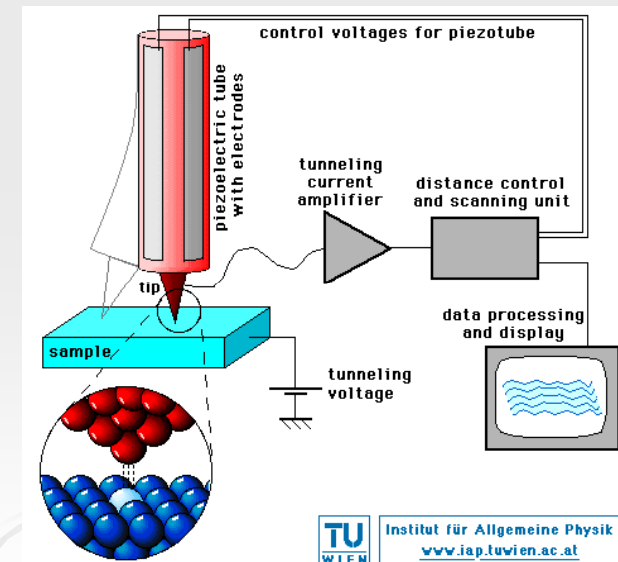 control voltages for piezotube
piezoelectric tube
with electrodes
tunneling
current
amplifier
distance control
and scanning unit
tip
data processing
and display
sample
tunneling
voltage
TU
WIEN
Institut für Allgemeine Physik
www.iap.tuwien.ac.at